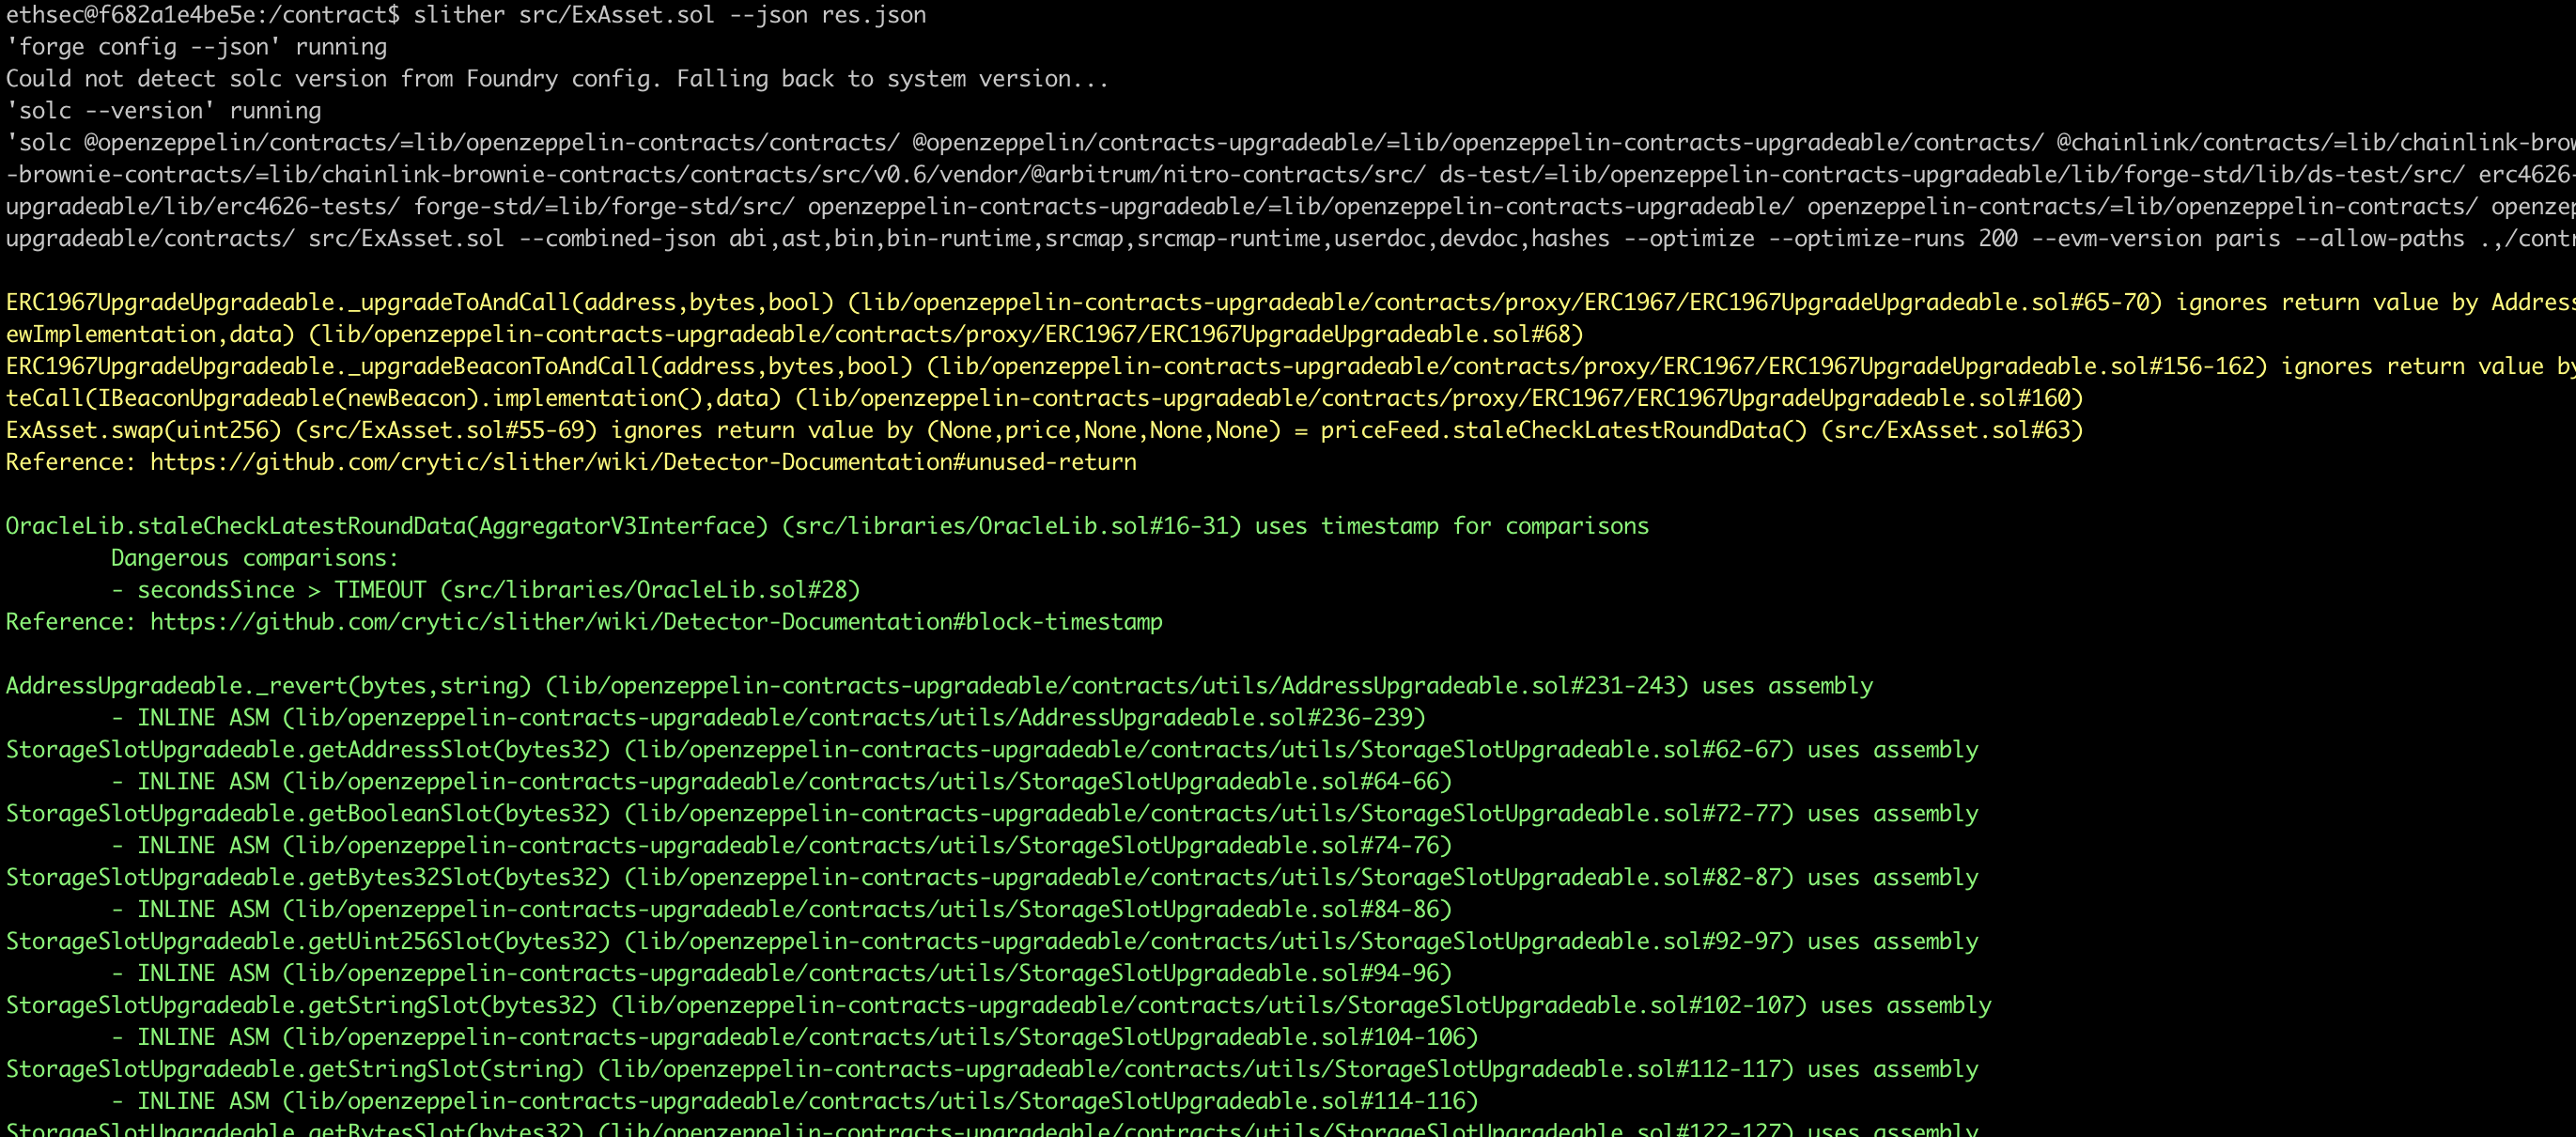 ethsec@f682a1e4be5e:/contract$ slither src/ExAsset.sol --json res.json
'forge config --json' running
Could not detect solc version from Foundry config. Falling back to system version...
'solc --version' running
'solc @openzeppelin/contracts/=lib/openzeppelin-contracts/contracts/ @openzeppelin/contracts-upgradeable/=lib/openzeppelin-contracts-upgradeable/contracts/ @chainlink/contracts/=lib/chainlink-brow
-brownie-contracts/=lib/chainlink-brownie-contracts/contracts/src/v0.6/vendor/@arbitrum/nitro-contracts/src/ ds-test/=lib/openzeppelin-contracts-upgradeable/lib/forge-std/lib/ds-test/src/ erc4626-
upgradeable/lib/erc4626-tests/ forge-std/=lib/forge-std/src/ openzeppelin-contracts-upgradeable/=lib/openzeppelin-contracts-upgradeable/ openzeppelin-contracts/=lib/openzeppelin-contracts/ openzep
upgradeable/contracts/ src/ExAsset.sol --combined-json abi,ast,bin,bin-runtime,srcmap,srcmap-runtime,userdoc,devdoc,hashes --optimize --optimize-runs 200 --evm-version paris --allow-paths .,/contr

ERC1967UpgradeUpgradeable._upgradeToAndCall(address,bytes,bool) (lib/openzeppelin-contracts-upgradeable/contracts/proxy/ERC1967/ERC1967UpgradeUpgradeable.sol#65-70) ignores return value by Address
ewImplementation,data) (lib/openzeppelin-contracts-upgradeable/contracts/proxy/ERC1967/ERC1967UpgradeUpgradeable.sol#68)
ERC1967UpgradeUpgradeable._upgradeBeaconToAndCall(address,bytes,bool) (lib/openzeppelin-contracts-upgradeable/contracts/proxy/ERC1967/ERC1967UpgradeUpgradeable.sol#156-162) ignores return value by
teCall(IBeaconUpgradeable(newBeacon).implementation(),data) (lib/openzeppelin-contracts-upgradeable/contracts/proxy/ERC1967/ERC1967UpgradeUpgradeable.sol#160)
ExAsset.swap(uint256) (src/ExAsset.sol#55-69) ignores return value by (None,price,None,None,None) = priceFeed.staleCheckLatestRoundData() (src/ExAsset.sol#63)
Reference: https://github.com/crytic/slither/wiki/Detector-Documentation#unused-return

OracleLib.staleCheckLatestRoundData(AggregatorV3Interface) (src/libraries/OracleLib.sol#16-31) uses timestamp for comparisons
        Dangerous comparisons:
        - secondsSince > TIMEOUT (src/libraries/OracleLib.sol#28)
Reference: https://github.com/crytic/slither/wiki/Detector-Documentation#block-timestamp

AddressUpgradeable._revert(bytes,string) (lib/openzeppelin-contracts-upgradeable/contracts/utils/AddressUpgradeable.sol#231-243) uses assembly
        - INLINE ASM (lib/openzeppelin-contracts-upgradeable/contracts/utils/AddressUpgradeable.sol#236-239)
StorageSlotUpgradeable.getAddressSlot(bytes32) (lib/openzeppelin-contracts-upgradeable/contracts/utils/StorageSlotUpgradeable.sol#62-67) uses assembly
        - INLINE ASM (lib/openzeppelin-contracts-upgradeable/contracts/utils/StorageSlotUpgradeable.sol#64-66)
StorageSlotUpgradeable.getBooleanSlot(bytes32) (lib/openzeppelin-contracts-upgradeable/contracts/utils/StorageSlotUpgradeable.sol#72-77) uses assembly
        - INLINE ASM (lib/openzeppelin-contracts-upgradeable/contracts/utils/StorageSlotUpgradeable.sol#74-76)
StorageSlotUpgradeable.getBytes32Slot(bytes32) (lib/openzeppelin-contracts-upgradeable/contracts/utils/StorageSlotUpgradeable.sol#82-87) uses assembly
        - INLINE ASM (lib/openzeppelin-contracts-upgradeable/contracts/utils/StorageSlotUpgradeable.sol#84-86)
StorageSlotUpgradeable.getUint256Slot(bytes32) (lib/openzeppelin-contracts-upgradeable/contracts/utils/StorageSlotUpgradeable.sol#92-97) uses assembly
        - INLINE ASM (lib/openzeppelin-contracts-upgradeable/contracts/utils/StorageSlotUpgradeable.sol#94-96)
StorageSlotUpgradeable.getStringSlot(bytes32) (lib/openzeppelin-contracts-upgradeable/contracts/utils/StorageSlotUpgradeable.sol#102-107) uses assembly
        - INLINE ASM (lib/openzeppelin-contracts-upgradeable/contracts/utils/StorageSlotUpgradeable.sol#104-106)
StorageSlotUpgradeable.getStringSlot(string) (lib/openzeppelin-contracts-upgradeable/contracts/utils/StorageSlotUpgradeable.sol#112-117) uses assembly
        - INLINE ASM (lib/openzeppelin-contracts-upgradeable/contracts/utils/StorageSlotUpgradeable.sol#114-116)
StorageSlotUpgradeable.getBytesSlot(bytes32) (lib/openzeppelin-contracts-upgradeable/contracts/utils/StorageSlotUpgradeable.sol#122-127) uses assembly